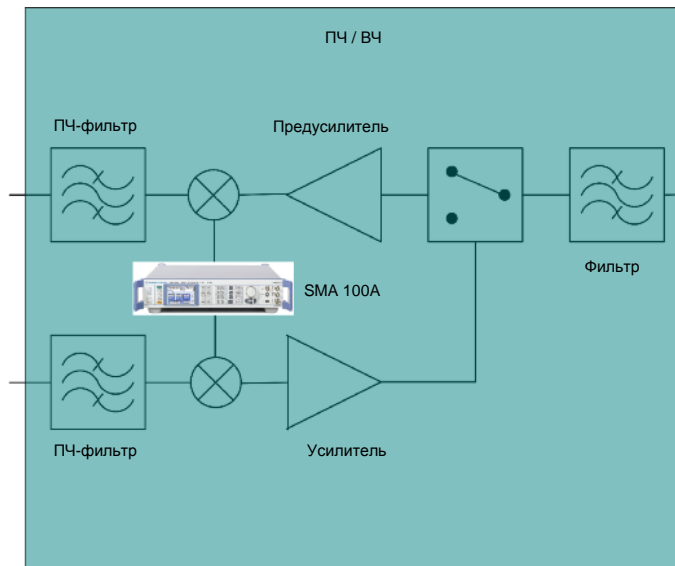 ПЧ / ВЧ
ПЧ-фильтр
Предусилитель
Фильтр
SMA 100A
ПЧ-фильтр
Усилитель